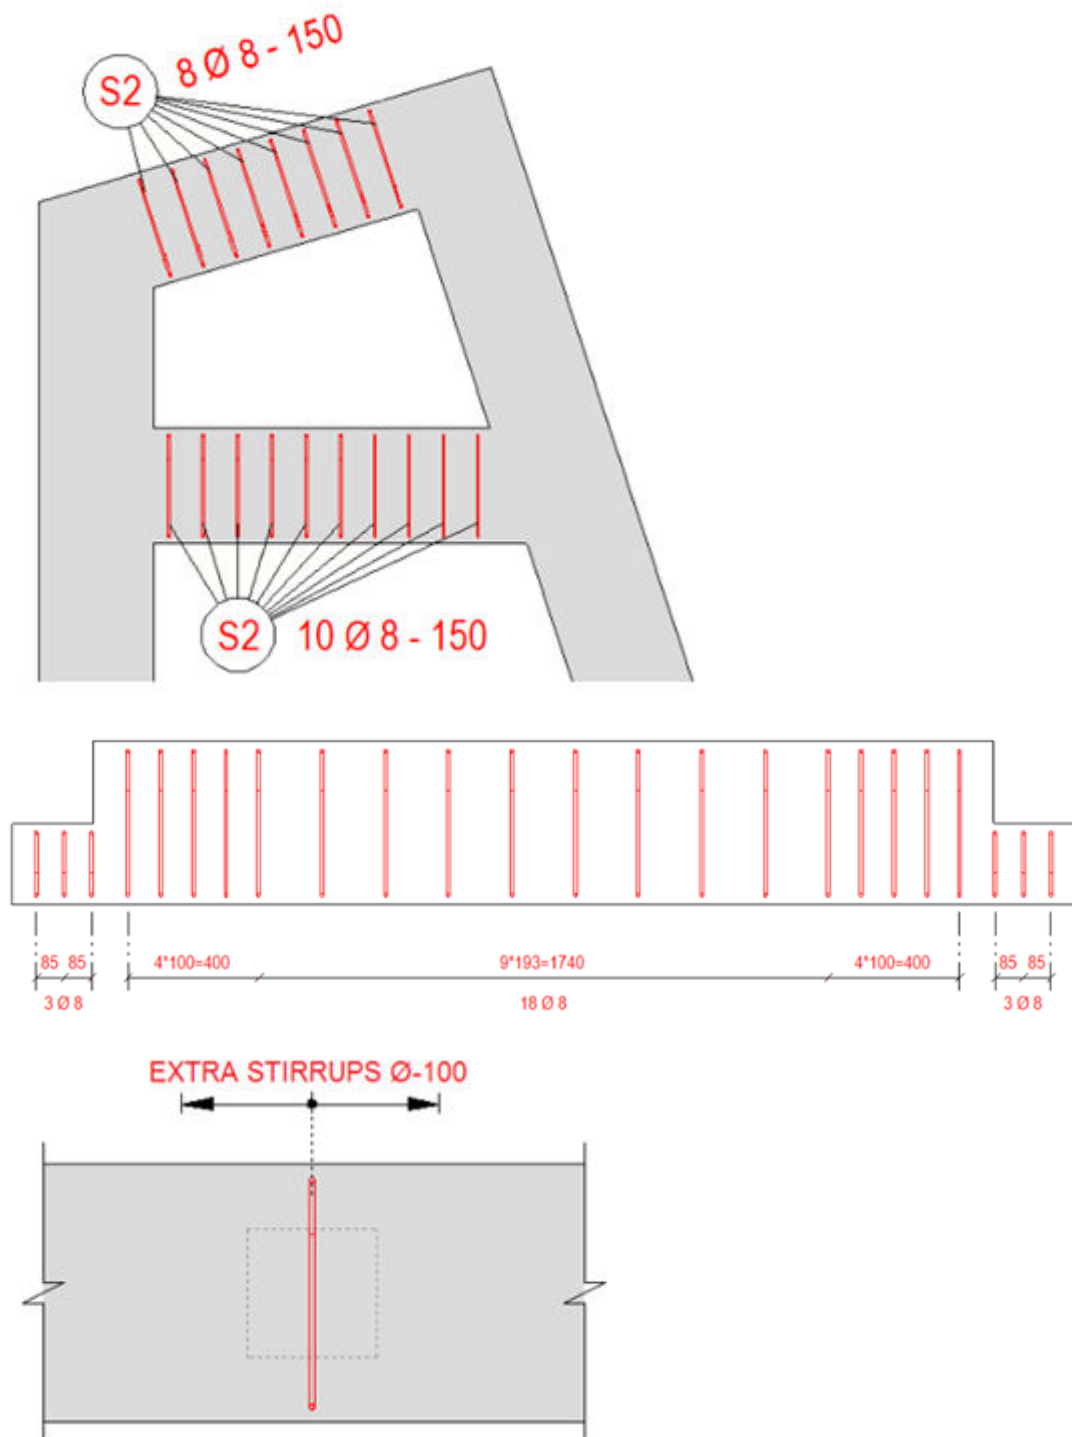 S2
8 Ø 8 - 150
S2
10 Ø 8 - 150
85 85
4*100=400
9*193=1740
4*100=400
85 85
3 Ø 8
18 Ø 8
3 Ø 8
EXTRA STIRRUPS Ø-100